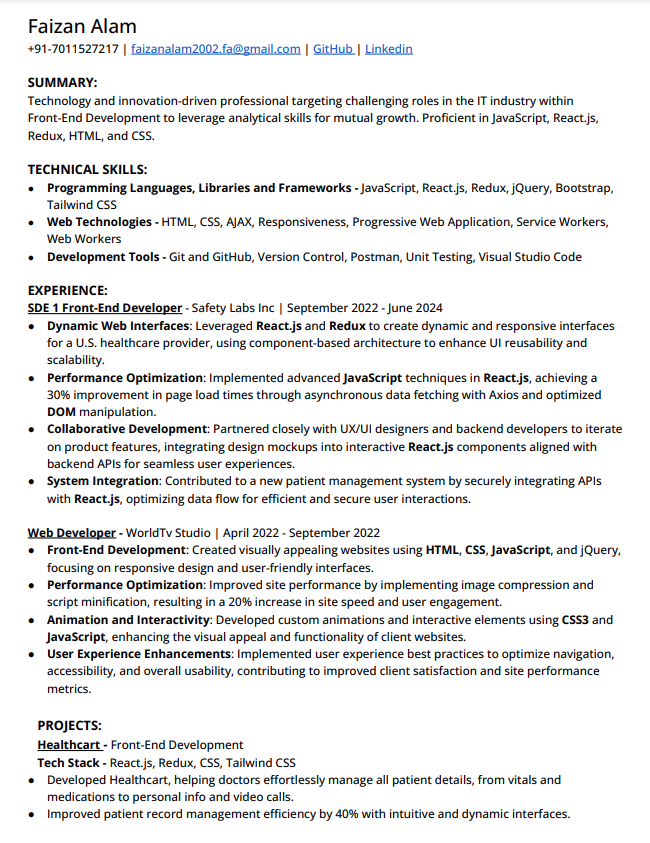 Faizan Alam
+91-7011527217 | faizanalam2002.fa@gmail.com | GitHub | Linkedin
SUMMARY:
Technology and innovation-driven professional targeting challenging roles in the IT industry within
Front-End Development to leverage analytical skills for mutual growth. Proficient in JavaScript, React.js,
Redux, HTML, and CSS.
TECHNICAL SKILLS:
● Programming Languages, Libraries and Frameworks - JavaScript, React.js, Redux, jQuery, Bootstrap,
Tailwind CSS
● Web Technologies - HTML, CSS, AJAX, Responsiveness, Progressive Web Application, Service Workers,
Web Workers
● Development Tools - Git and GitHub, Version Control, Postman, Unit Testing, Visual Studio Code
EXPERIENCE:
SDE 1 Front-End Developer - Safety Labs Inc | September 2022 - June 2024
● Dynamic Web Interfaces: Leveraged React.js and Redux to create dynamic and responsive interfaces
for a U.S. healthcare provider, using component-based architecture to enhance UI reusability and
scalability.
● Performance Optimization: Implemented advanced JavaScript techniques in React.js, achieving a
30% improvement in page load times through asynchronous data fetching with Axios and optimized
DOM manipulation.
● Collaborative Development: Partnered closely with UX/UI designers and backend developers to iterate
on product features, integrating design mockups into interactive React.js components aligned with
backend APIs for seamless user experiences.
● System Integration: Contributed to a new patient management system by securely integrating APIs
with React.js, optimizing data flow for efficient and secure user interactions.
Web Developer - WorldTv Studio | April 2022 - September 2022
● Front-End Development: Created visually appealing websites using HTML, CSS, JavaScript, and jQuery,
focusing on responsive design and user-friendly interfaces.
● Performance Optimization: Improved site performance by implementing image compression and
script minification, resulting in a 20% increase in site speed and user engagement.
● Animation and Interactivity: Developed custom animations and interactive elements using CSS3 and
JavaScript, enhancing the visual appeal and functionality of client websites.
● User Experience Enhancements: Implemented user experience best practices to optimize navigation,
accessibility, and overall usability, contributing to improved client satisfaction and site performance
metrics.
PROJECTS:
Healthcart - Front-End Development
Tech Stack - React.js, Redux, CSS, Tailwind CSS
● Developed Healthcart, helping doctors effortlessly manage all patient details, from vitals and
medications to personal info and video calls.
● Improved patient record management efficiency by 40% with intuitive and dynamic interfaces.